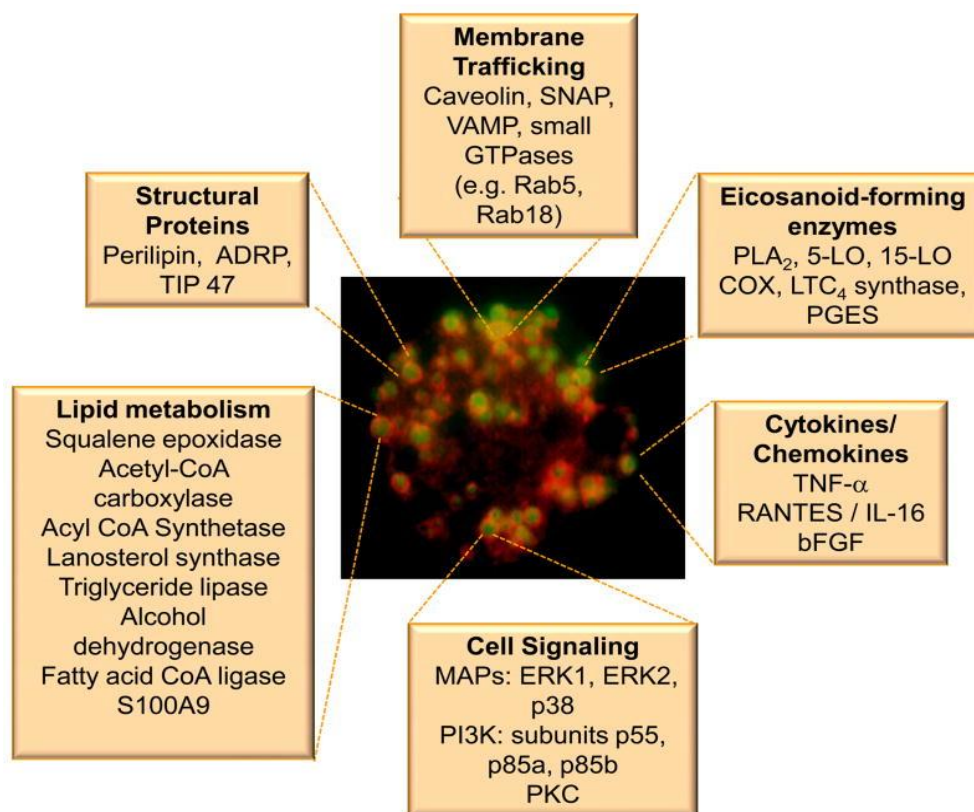 Membrane
Trafficking
Caveolin, SNAP,
VAMP, small
GTPases
(e.g. Rab5,
Rab18)
Structural
Proteins
Perilipin, ADRP,
TIP 47
Eicosanoid-forming
enzymes
PLA₂, 5-LO, 15-LO
COX, LTC₄ synthase,
PGES
Lipid metabolism
Squalene epoxidase
Acetyl-CoA
carboxylase
Acyl CoA Synthetase
Lanosterol synthase
Triglyceride lipase
Alcohol
dehydrogenase
Fatty acid CoA ligase
S100A9
Cytokines/
Chemokines
TNF-α
RANTES / IL-16
bFGF
Cell Signaling
MAPs: ERK1, ERK2,
p38
PI3K: subunits p55,
p85a, p85b
PKC